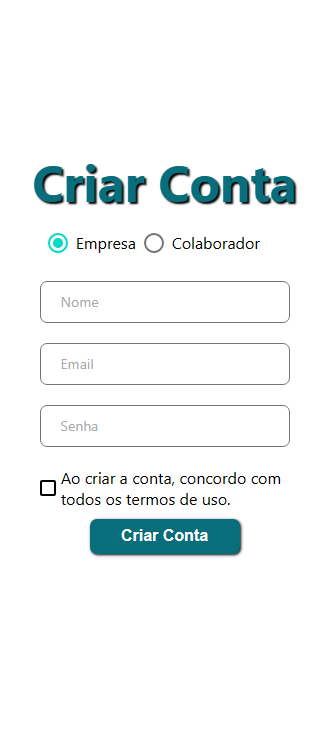 Criar Conta
Empresa Colaborador
Nome
Email
Senha
Ao criar a conta, concordo com
todos os termos de uso.
Criar Conta